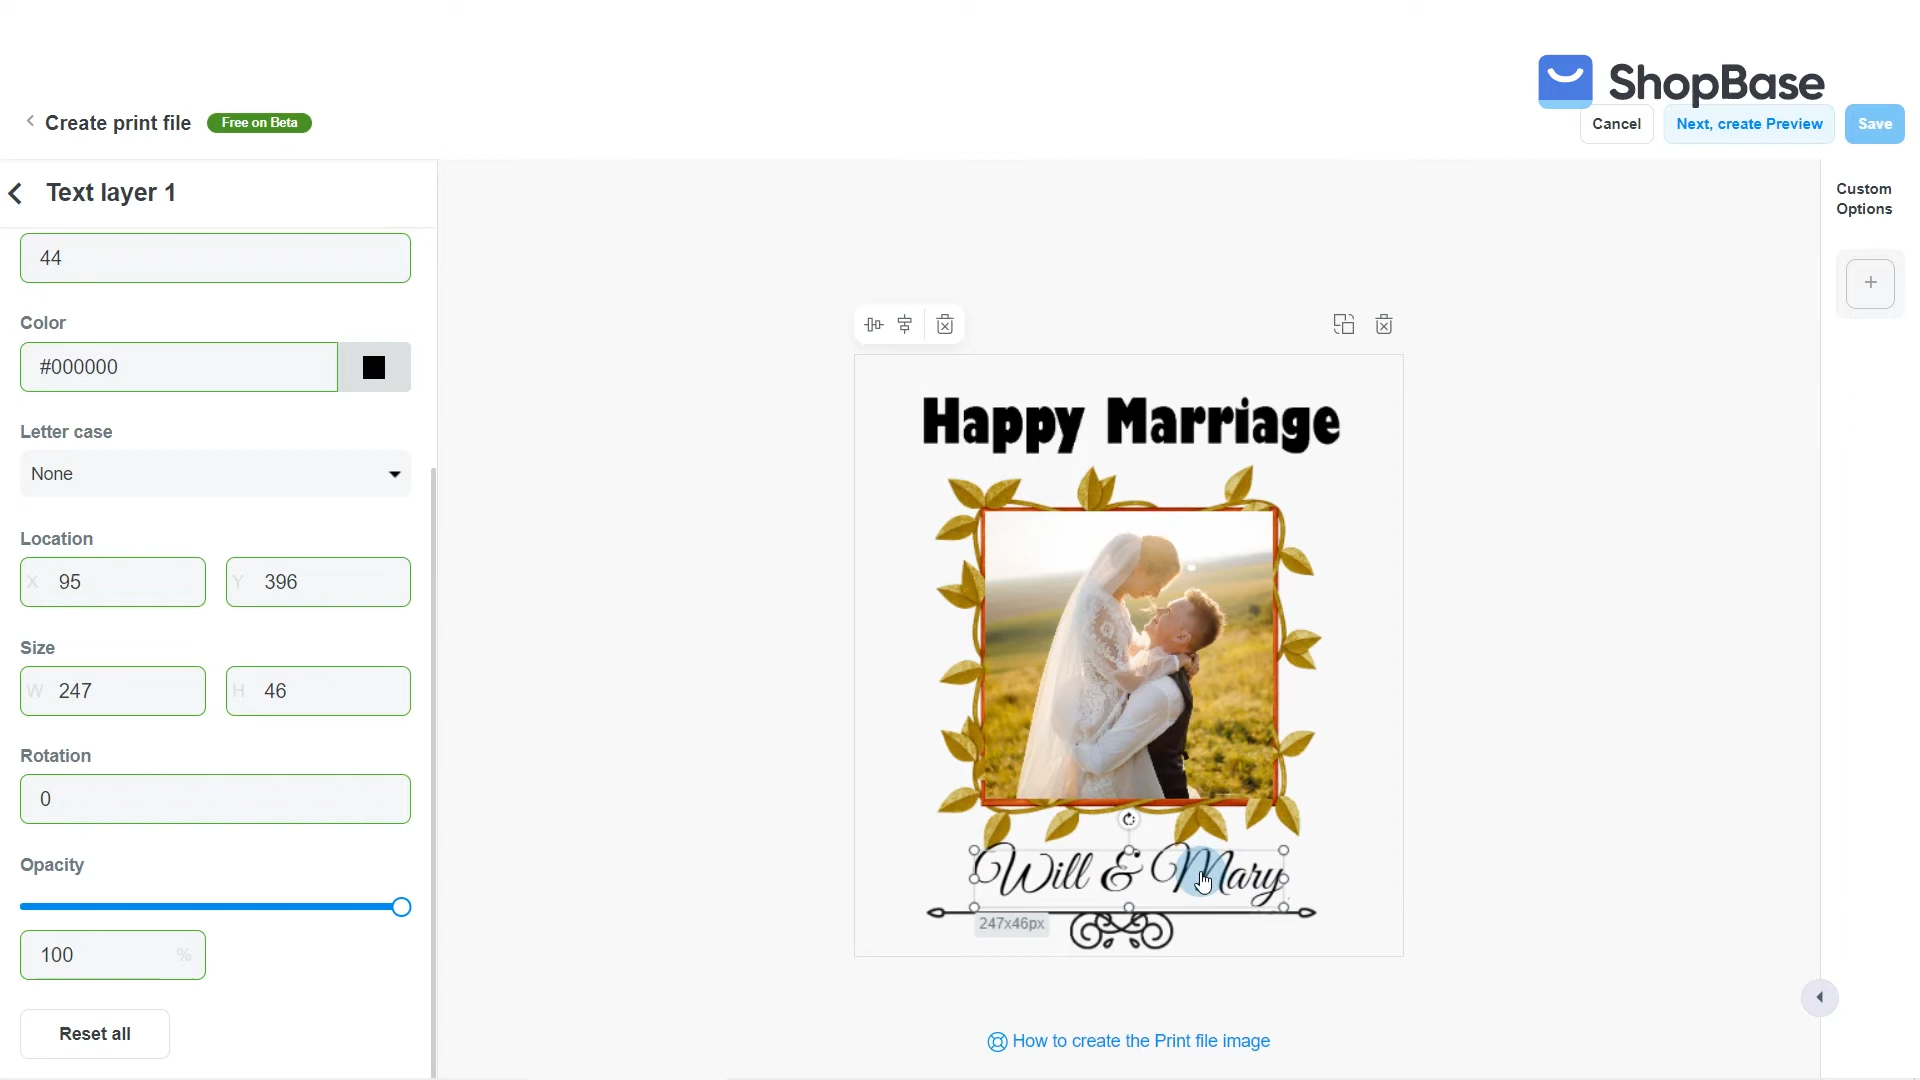 ShopBase
Create print file
Free on Beta
Cancel
Next, create Preview
Save
Text layer 1
44
Color
#000000
Letter case
None
Location
X 95
Y 396
Size
W 247
H 46
Rotation
0
Opacity
100 %
Reset all
Happy Marriage
Will & Mary
247x46px
How to create the Print file image
Custom
Options
+